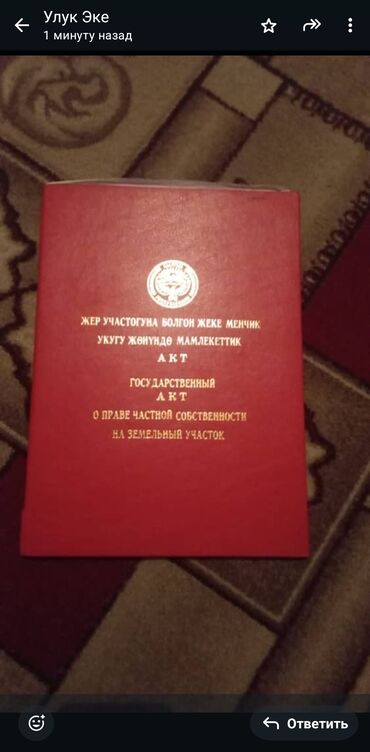 Улук Эке
1 минуту назад
ЖЕР УЧАСТОГУНА БОЛГОН ЖЕКЕ МЕНЧИК
УКУГУ ЖӨНҮНДӨ МАМЛЕКЕТТИК
АКТ
ГОСУДАРСТВЕННЫЙ
АКТ
О ПРАВЕ ЧАСТНОЙ СОБСТВЕННОСТИ
НА ЗЕМЕЛЬНЫЙ УЧАСТОК
Ответить